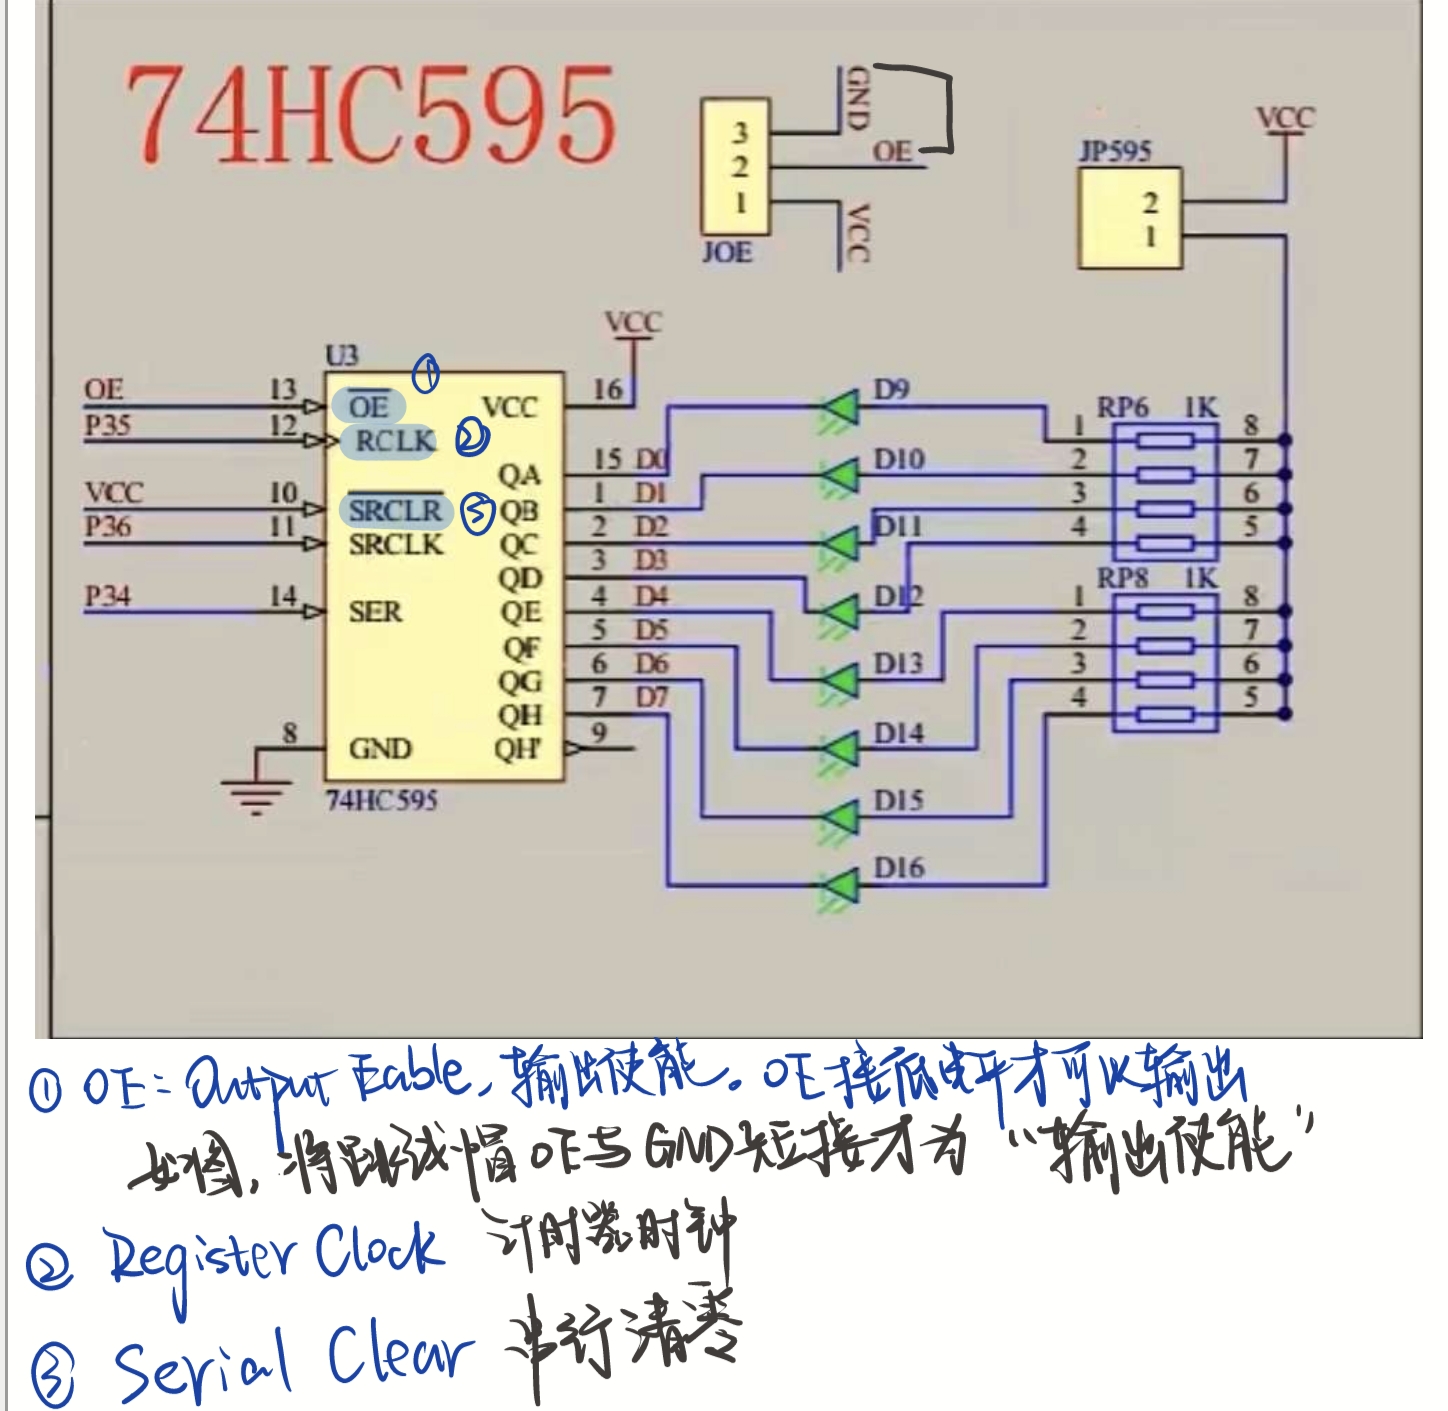 74HC595
GND
3
OE
2
1
VCC
JOE
VCC
JP595
2
1
VCC
U3
①
OE 13 OE VCC 16
P35 12 RCLK ②
15 D0
QA
VCC 10 SRCLR ③ QB 1 D1
P36 11 SRCLK QC 2 D2
QD 3 D3
P34 14 SER QE 4 D4
QF 5 D5
QG 6 D6
QH 7 D7
8 GND QH' 9
74HC595
D9
D10
D11
D12
D13
D14
D15
D16
RP6 1K
1 8
2 7
3 6
4 5
RP8 1K
1 8
2 7
3 6
4 5
① OE: Output Eable, 输出使能。OE接低电平才可以输出
如图, 将跳线帽OE与GND短接才为“输出使能”
② Register Clock 计时器时钟
③ Serial Clear 串行清零